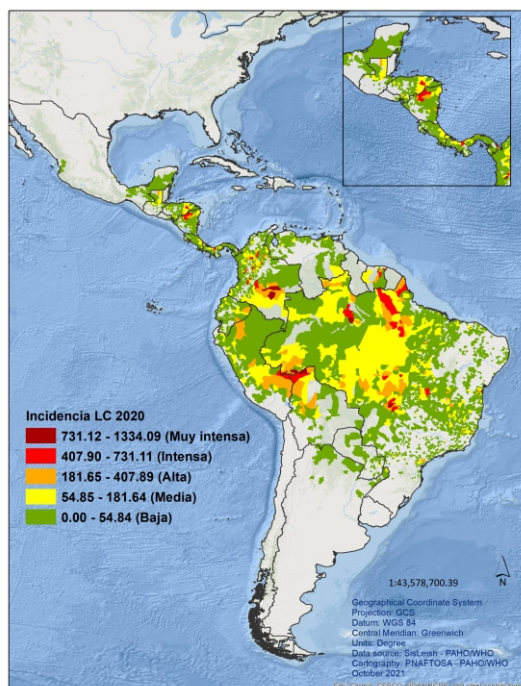 Incidencia LC 2020
731.12 - 1334.09 (Muy intensa)
407.90 - 731.11 (Intensa)
181.65 - 407.89 (Alta)
54.85 - 181.64 (Media)
0.00 - 54.84 (Baja)
1:43,578,700.39
N
Geographical Coordinate System
Projection: GCS
Datum: WGS 84
Central Meridian: Greenwich
Units: Degree
Data source: SisLeish - PAHO/WHO
Cartography: PNAFTOSA - PAHO/WHO
October 2021